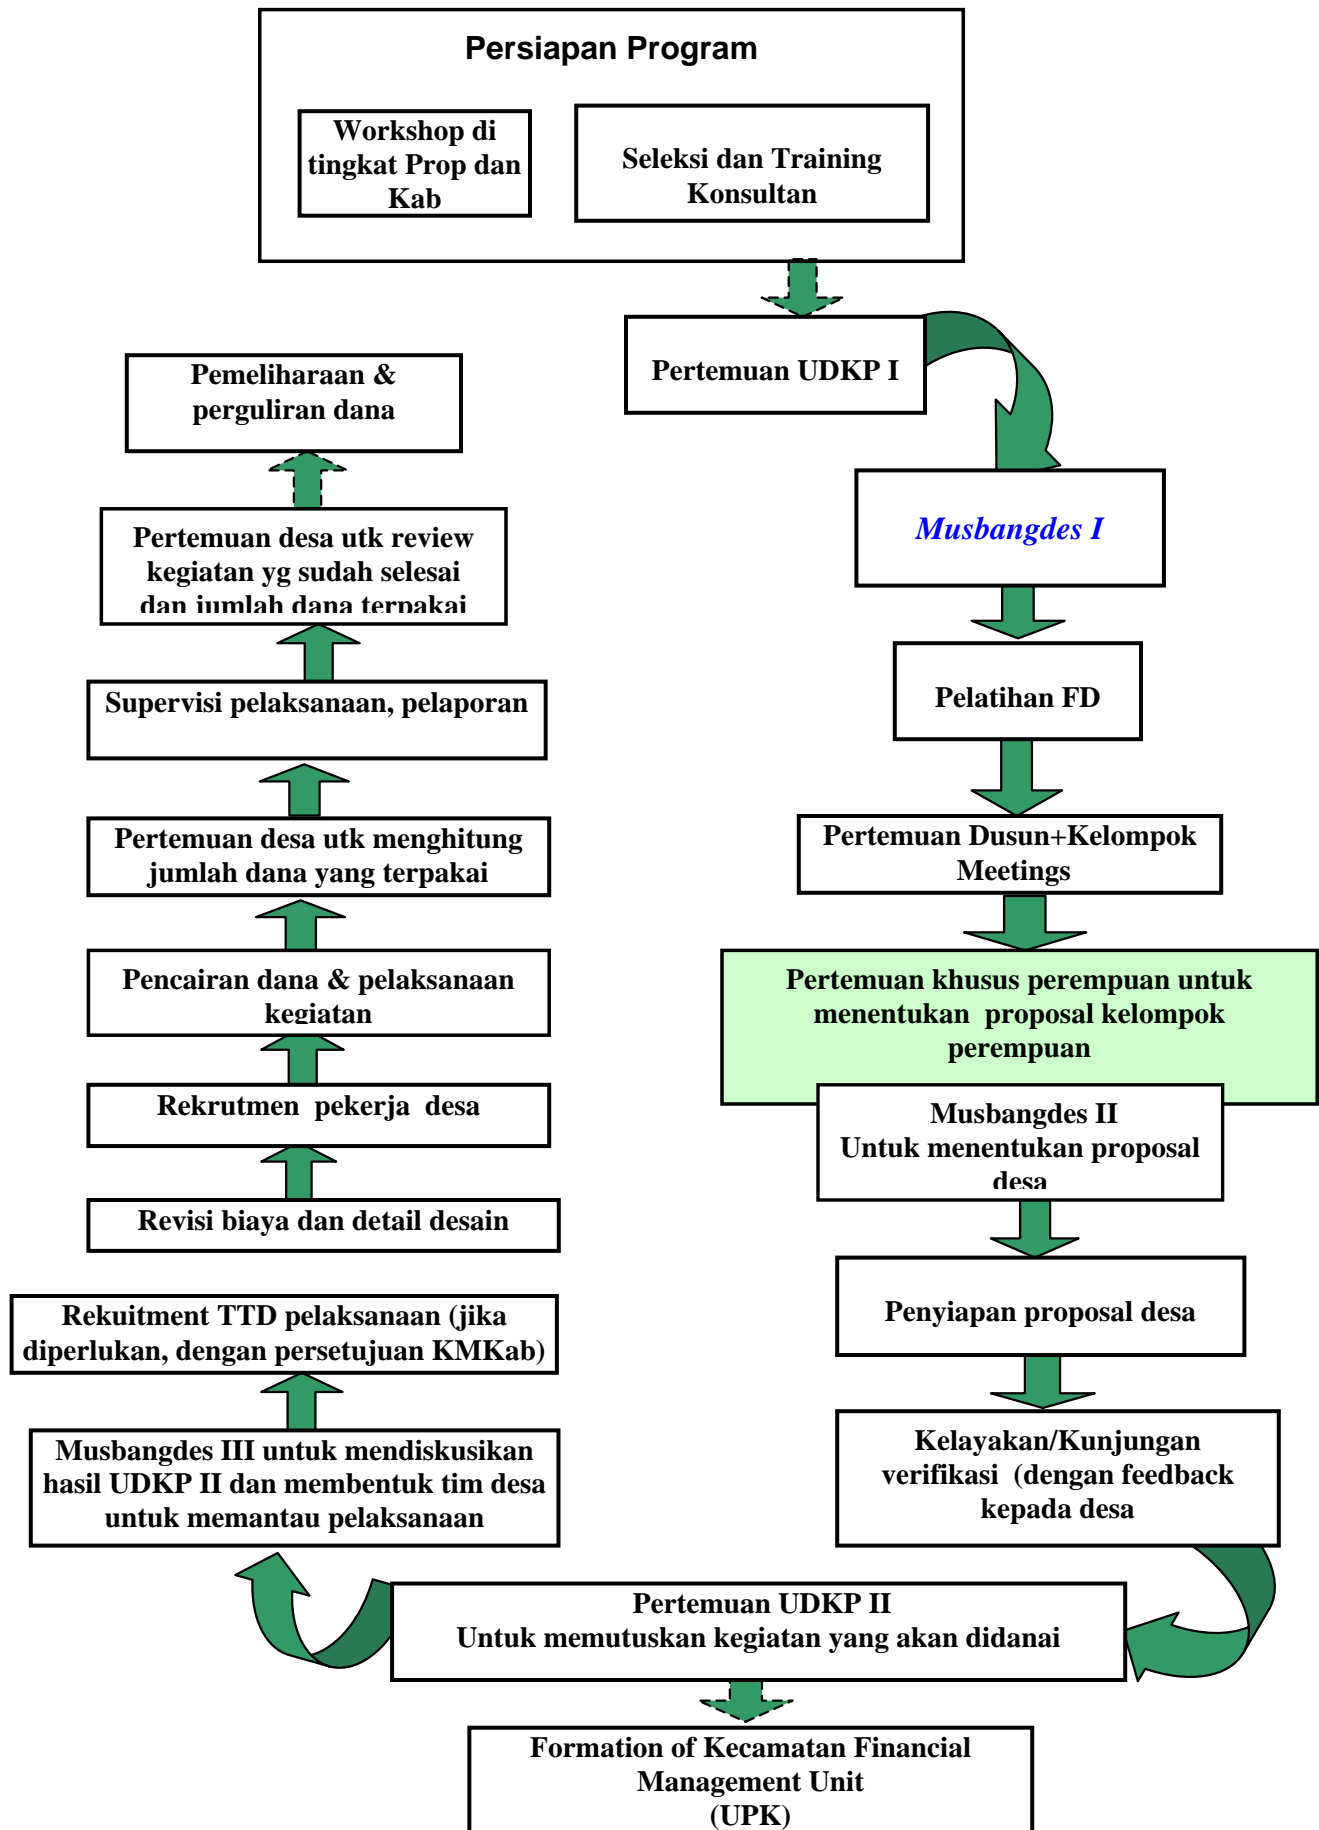 Persiapan Program
Workshop di
tingkat Prop dan
Kab
Seleksi dan Training
Konsultan
Pertemuan UDKP I
Musbangdes I
Pelatihan FD
Pertemuan Dusun+Kelompok
Meetings
Pertemuan khusus perempuan untuk
menentukan proposal kelompok
perempuan
Musbangdes II
Untuk menentukan proposal
desa
Penyiapan proposal desa
Kelayakan/Kunjungan
verifikasi (dengan feedback
kepada desa
Pertemuan UDKP II
Untuk memutuskan kegiatan yang akan didanai
Formation of Kecamatan Financial
Management Unit
(UPK)
Musbangdes III untuk mendiskusikan
hasil UDKP II dan membentuk tim desa
untuk memantau pelaksanaan
Rekuitment TTD pelaksanaan (jika
diperlukan, dengan persetujuan KMKab)
Revisi biaya dan detail desain
Rekrutmen pekerja desa
Pencairan dana & pelaksanaan
kegiatan
Pertemuan desa utk menghitung
jumlah dana yang terpakai
Supervisi pelaksanaan, pelaporan
Pertemuan desa utk review
kegiatan yg sudah selesai
dan jumlah dana terpakai
Pemeliharaan &
perguliran dana